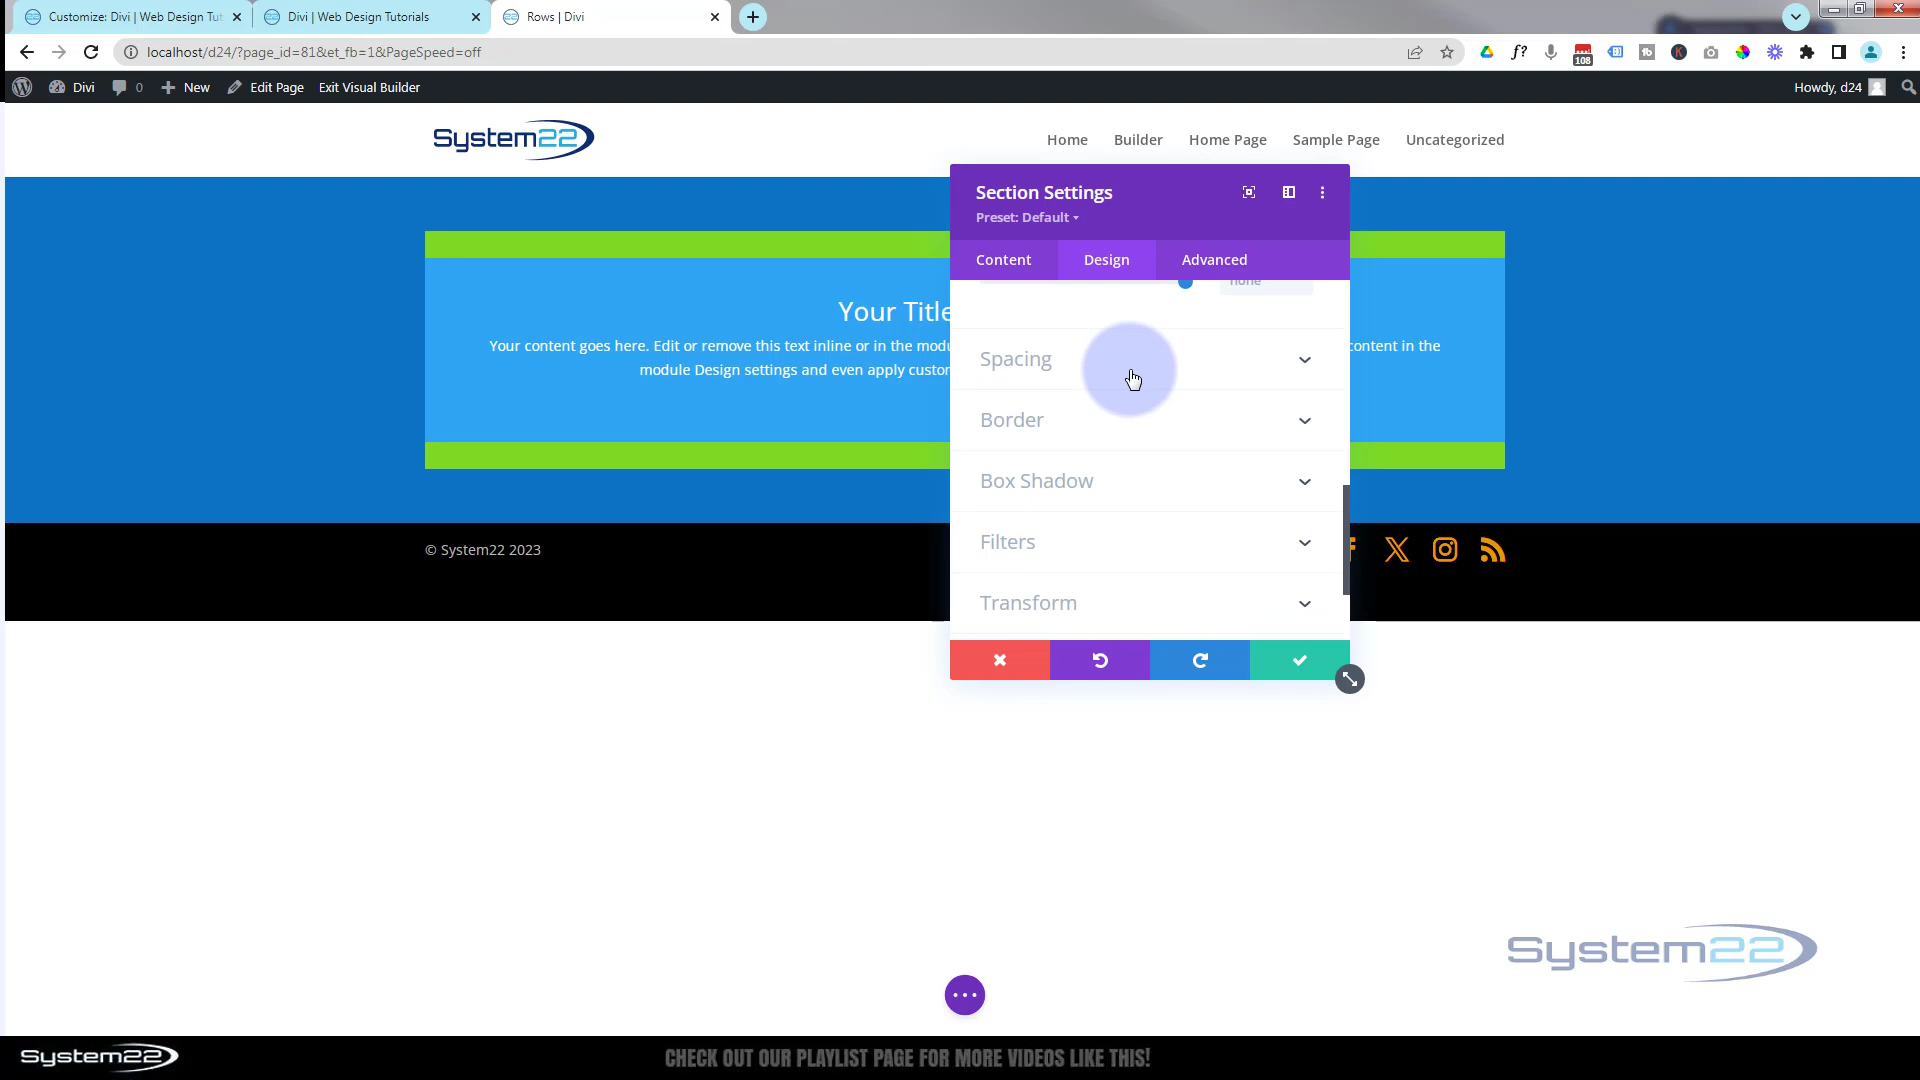 Customize: Divi | Web Design Tut
Divi | Web Design Tutorials
Rows | Divi
localhost/d24/?page_id=81&et_fb=1&PageSpeed=off
f?
108
tb
K
Divi
0
New
Edit Page
Exit Visual Builder
Howdy, d24
System22
Home
Builder
Home Page
Sample Page
Uncategorized
Section Settings
Preset: Default
Content
Design
Advanced
none
Your Title
Your content goes here. Edit or remove this text inline or in the modu
content in the
module Design settings and even apply custor
Spacing
Border
Box Shadow
Filters
Transform
© System22 2023
System22
System22
CHECK OUT OUR PLAYLIST PAGE FOR MORE VIDEOS LIKE THIS!